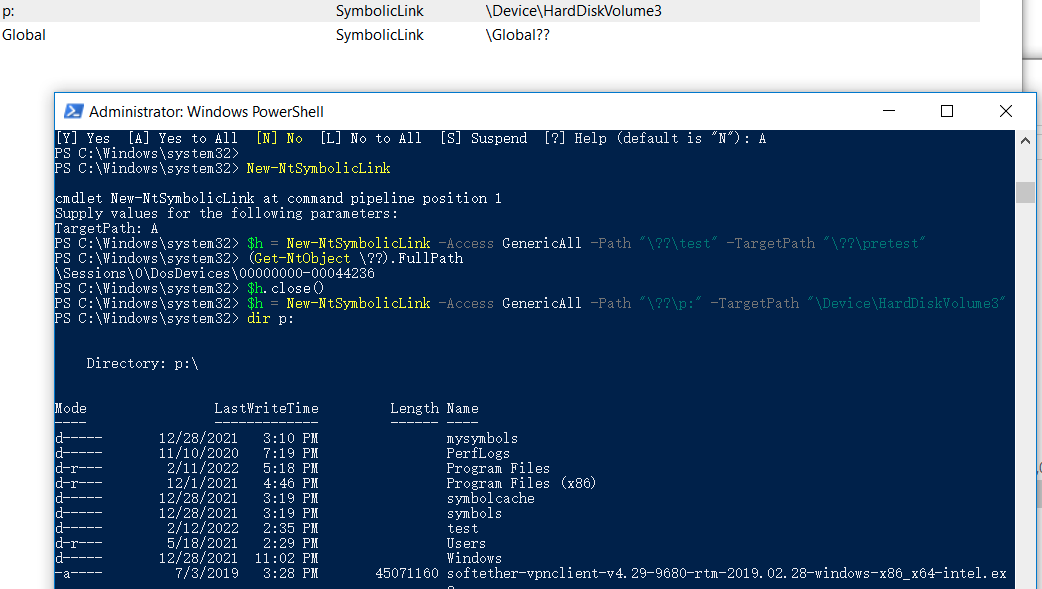 p: SymbolicLink \Device\HardDiskVolume3
Global SymbolicLink \Global??
Administrator: Windows PowerShell
[Y] Yes [A] Yes to All [N] No [L] No to All [S] Suspend [?] Help (default is "N"): A
PS C:\Windows\system32>
PS C:\Windows\system32> New-NtSymbolicLink
cmdlet New-NtSymbolicLink at command pipeline position 1
Supply values for the following parameters:
TargetPath: A
PS C:\Windows\system32> $h = New-NtSymbolicLink -Access GenericAll -Path "\??\test" -TargetPath "\??\pretest"
PS C:\Windows\system32> (Get-NtObject \??).FullPath
\Sessions\0\DosDevices\00000000-00044236
PS C:\Windows\system32> $h.close()
PS C:\Windows\system32> $h = New-NtSymbolicLink -Access GenericAll -Path "\??\p:" -TargetPath "\Device\HardDiskVolume3"
PS C:\Windows\system32> dir p:
Directory: p:\
Mode LastWriteTime Length Name
---- ------------- ------ ----
d----- 12/28/2021 3:10 PM mysymbols
d----- 11/10/2020 7:19 PM PerfLogs
d-r--- 2/11/2022 5:18 PM Program Files
d-r--- 12/1/2021 4:46 PM Program Files (x86)
d----- 12/28/2021 3:19 PM symbolcache
d----- 12/28/2021 3:19 PM symbols
d----- 2/12/2022 2:35 PM test
d-r--- 5/18/2021 2:29 PM Users
d----- 12/28/2021 11:02 PM Windows
-a---- 7/3/2019 3:28 PM 45071160 softether-vpnclient-v4.29-9680-rtm-2019.02.28-windows-x86_x64-intel.ex